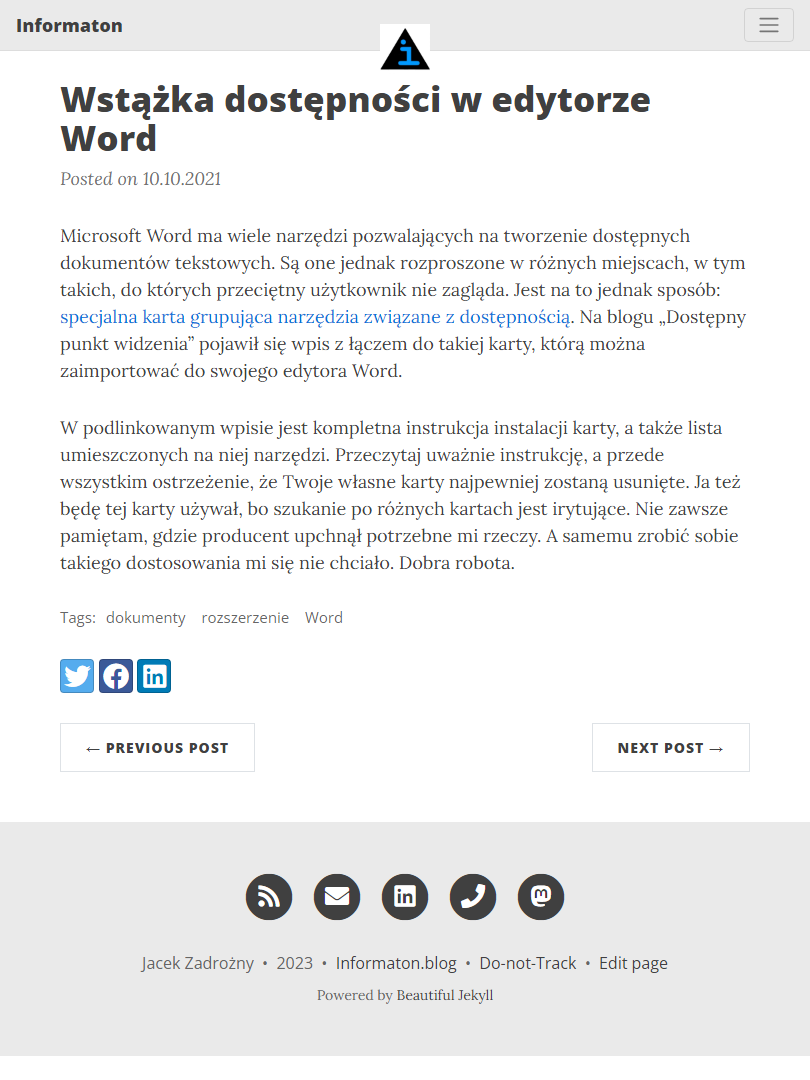 Informaton
i
Wstążka dostępności w edytorze
Word
Posted on 10.10.2021
Microsoft Word ma wiele narzędzi pozwalających na tworzenie dostępnych
dokumentów tekstowych. Są one jednak rozproszone w różnych miejscach, w tym
takich, do których przeciętny użytkownik nie zagląda. Jest na to jednak sposób:
specjalna karta grupująca narzędzia związane z dostępnością. Na blogu „Dostępny
punkt widzenia” pojawił się wpis z łączem do takiej karty, którą można
zaimportować do swojego edytora Word.
W podlinkowanym wpisie jest kompletna instrukcja instalacji karty, a także lista
umieszczonych na niej narzędzi. Przeczytaj uważnie instrukcję, a przede
wszystkim ostrzeżenie, że Twoje własne karty najpewniej zostaną usunięte. Ja też
będę tej karty używał, bo szukanie po różnych kartach jest irytujące. Nie zawsze
pamiętam, gdzie producent upchnął potrzebne mi rzeczy. A samemu zrobić sobie
takiego dostosowania mi się nie chciało. Dobra robota.
Tags: dokumenty rozszerzenie Word
← PREVIOUS POST
NEXT POST →
Jacek Zadrożny • 2023 • Informaton.blog • Do-not-Track • Edit page
Powered by Beautiful Jekyll